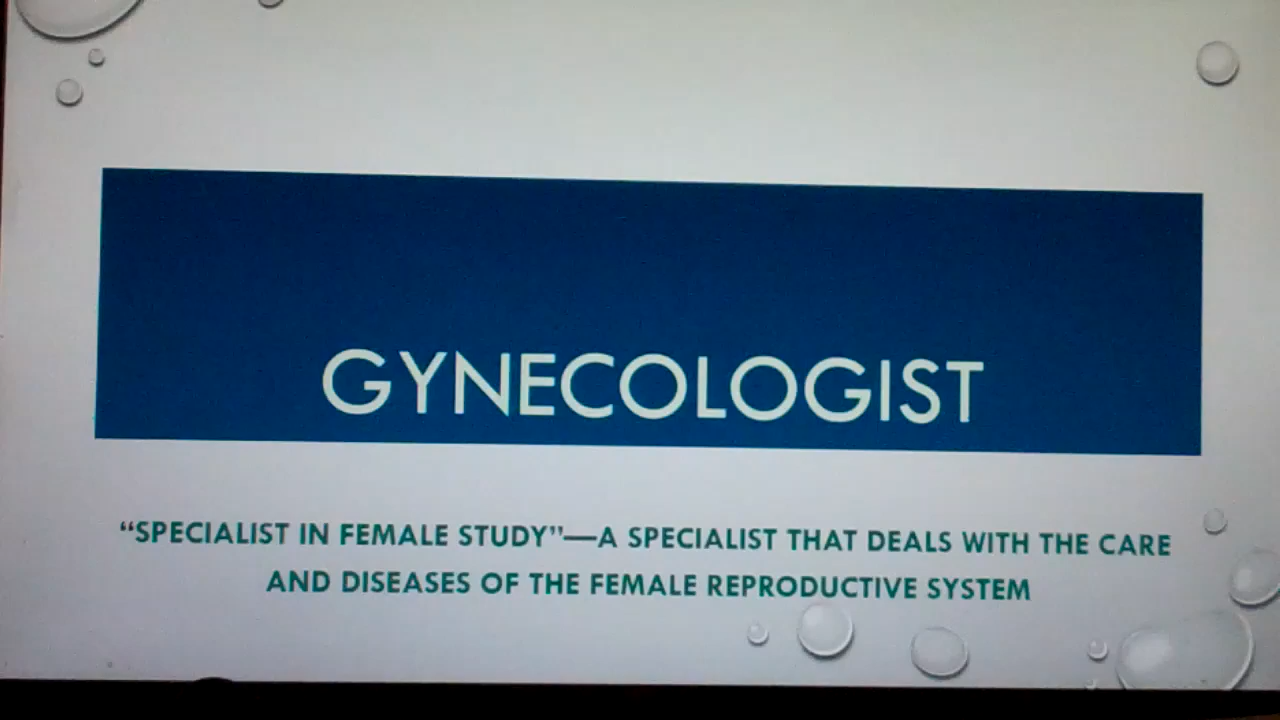 GYNECOLOGIST
“SPECIALIST IN FEMALE STUDY”—A SPECIALIST THAT DEALS WITH THE CARE
AND DISEASES OF THE FEMALE REPRODUCTIVE SYSTEM